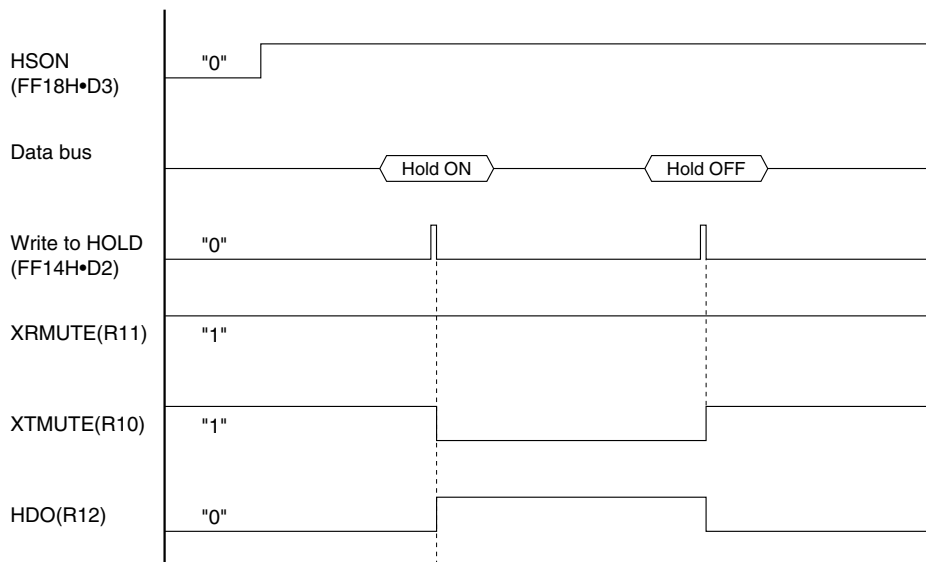 HSON "0"
(FF18H•D3)
Data bus Hold ON Hold OFF
Write to HOLD "0"
(FF14H•D2)
XRMUTE(R11) "1"
XTMUTE(R10) "1"
HDO(R12) "0"